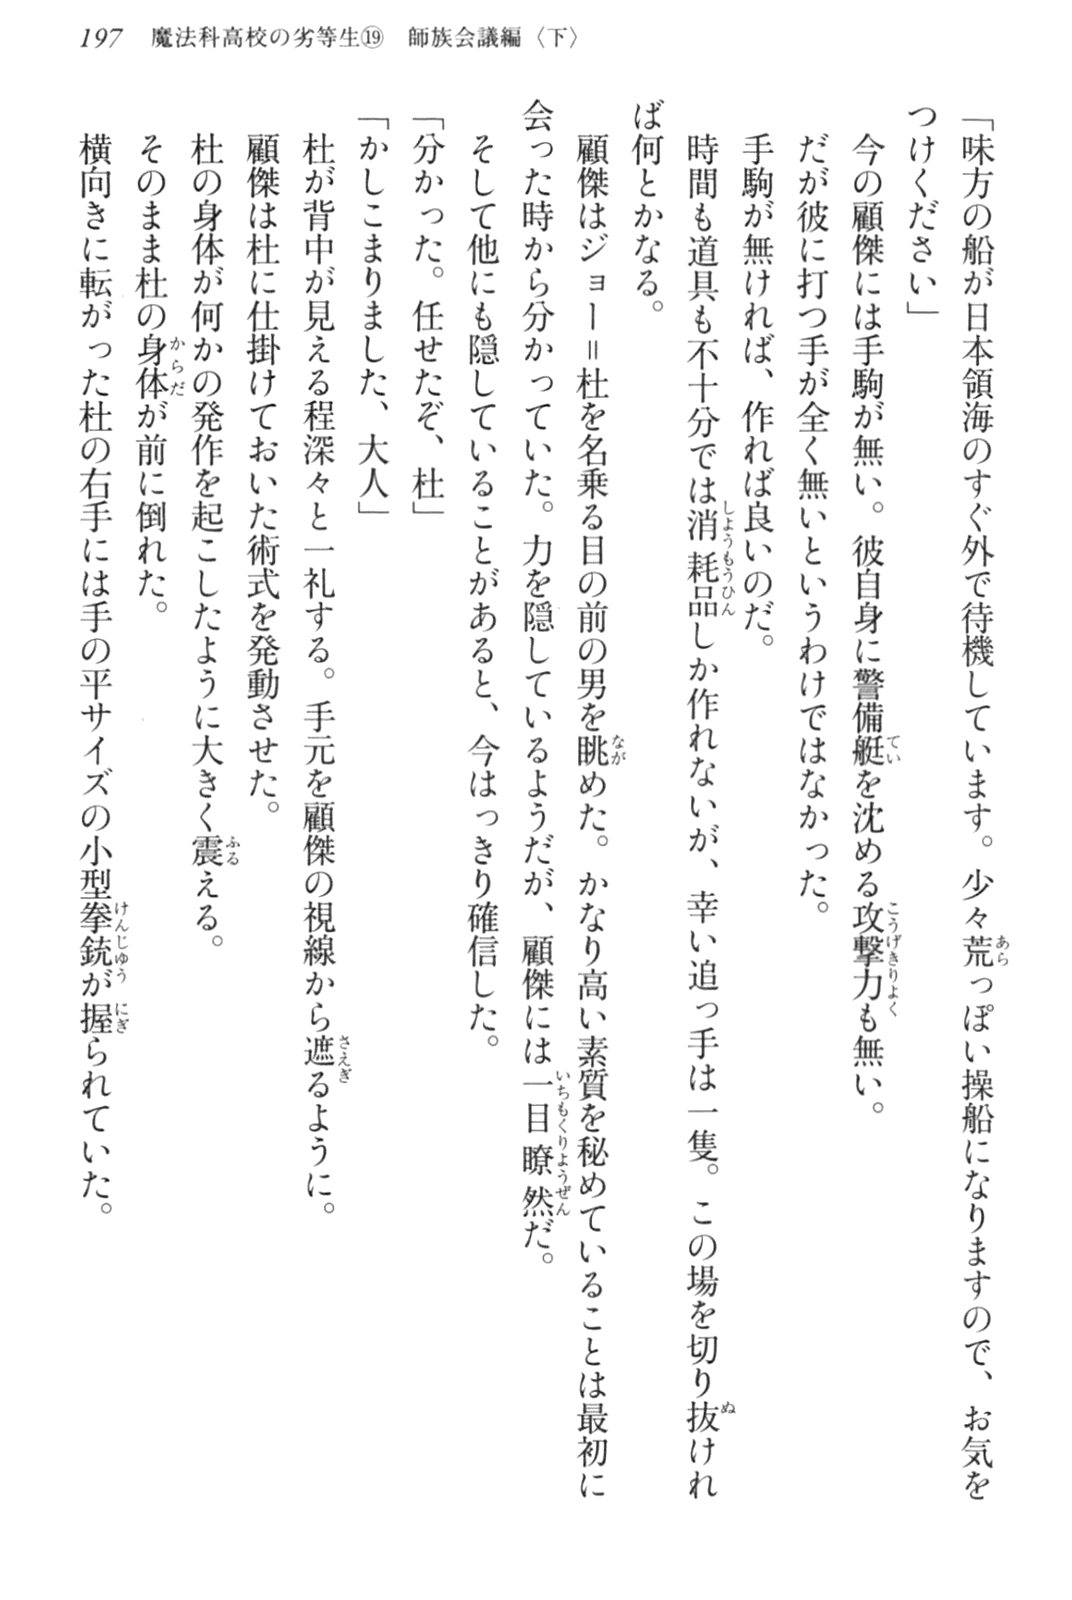 197　魔法科高校の劣等生⑲　師族会議編〈下〉
「味方の船が日本領海のすぐ外で待機しています。少々荒っぽい操船になりますので、お気を
つけください」
　今の顧傑には手駒が無い。彼自身に警備艇を沈める攻撃力も無い。
　だが彼に打つ手が全く無いというわけではなかった。
　手駒が無ければ、作れば良いのだ。
　時間も道具も不十分では消耗品しか作れないが、幸い追っ手は一隻。この場を切り抜けれ
ば何とかなる。
　顧傑はジョー＝杜を名乗る目の前の男を眺めた。かなり高い素質を秘めていることは最初に
会った時から分かっていた。力を隠しているようだが、顧傑には一目瞭然だ。
　そして他にも隠していることがあると、今はっきり確信した。
「分かった。任せたぞ、杜」
「かしこまりました、大人」
　杜が背中が見える程深々と一礼する。手元を顧傑の視線から遮るように。
　顧傑は杜に仕掛けておいた術式を発動させた。
　杜の身体が何かの発作を起こしたように大きく震える。
　そのまま杜の身体が前に倒れた。
　横向きに転がった杜の右手には手の平サイズの小型拳銃が握られていた。